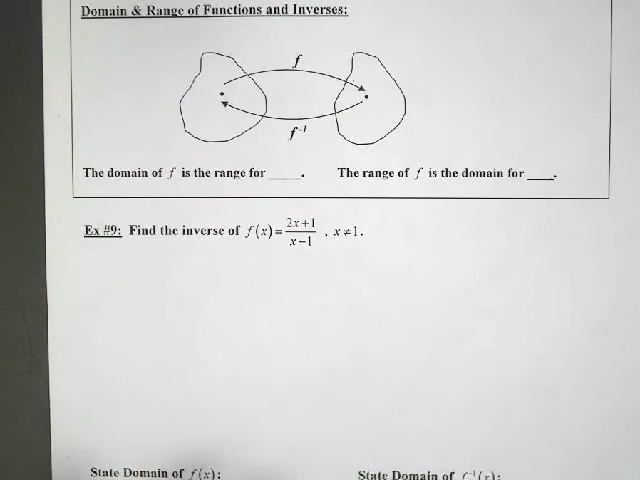 Domain & Range of Functions and Inverses:
f
f⁻¹
The domain of f is the range for ____. The range of f is the domain for ____.
Ex #9: Find the inverse of f(x)= (2x+1)/(x−1) , x≠1.
State Domain of f(x): State Domain of f⁻¹(x):